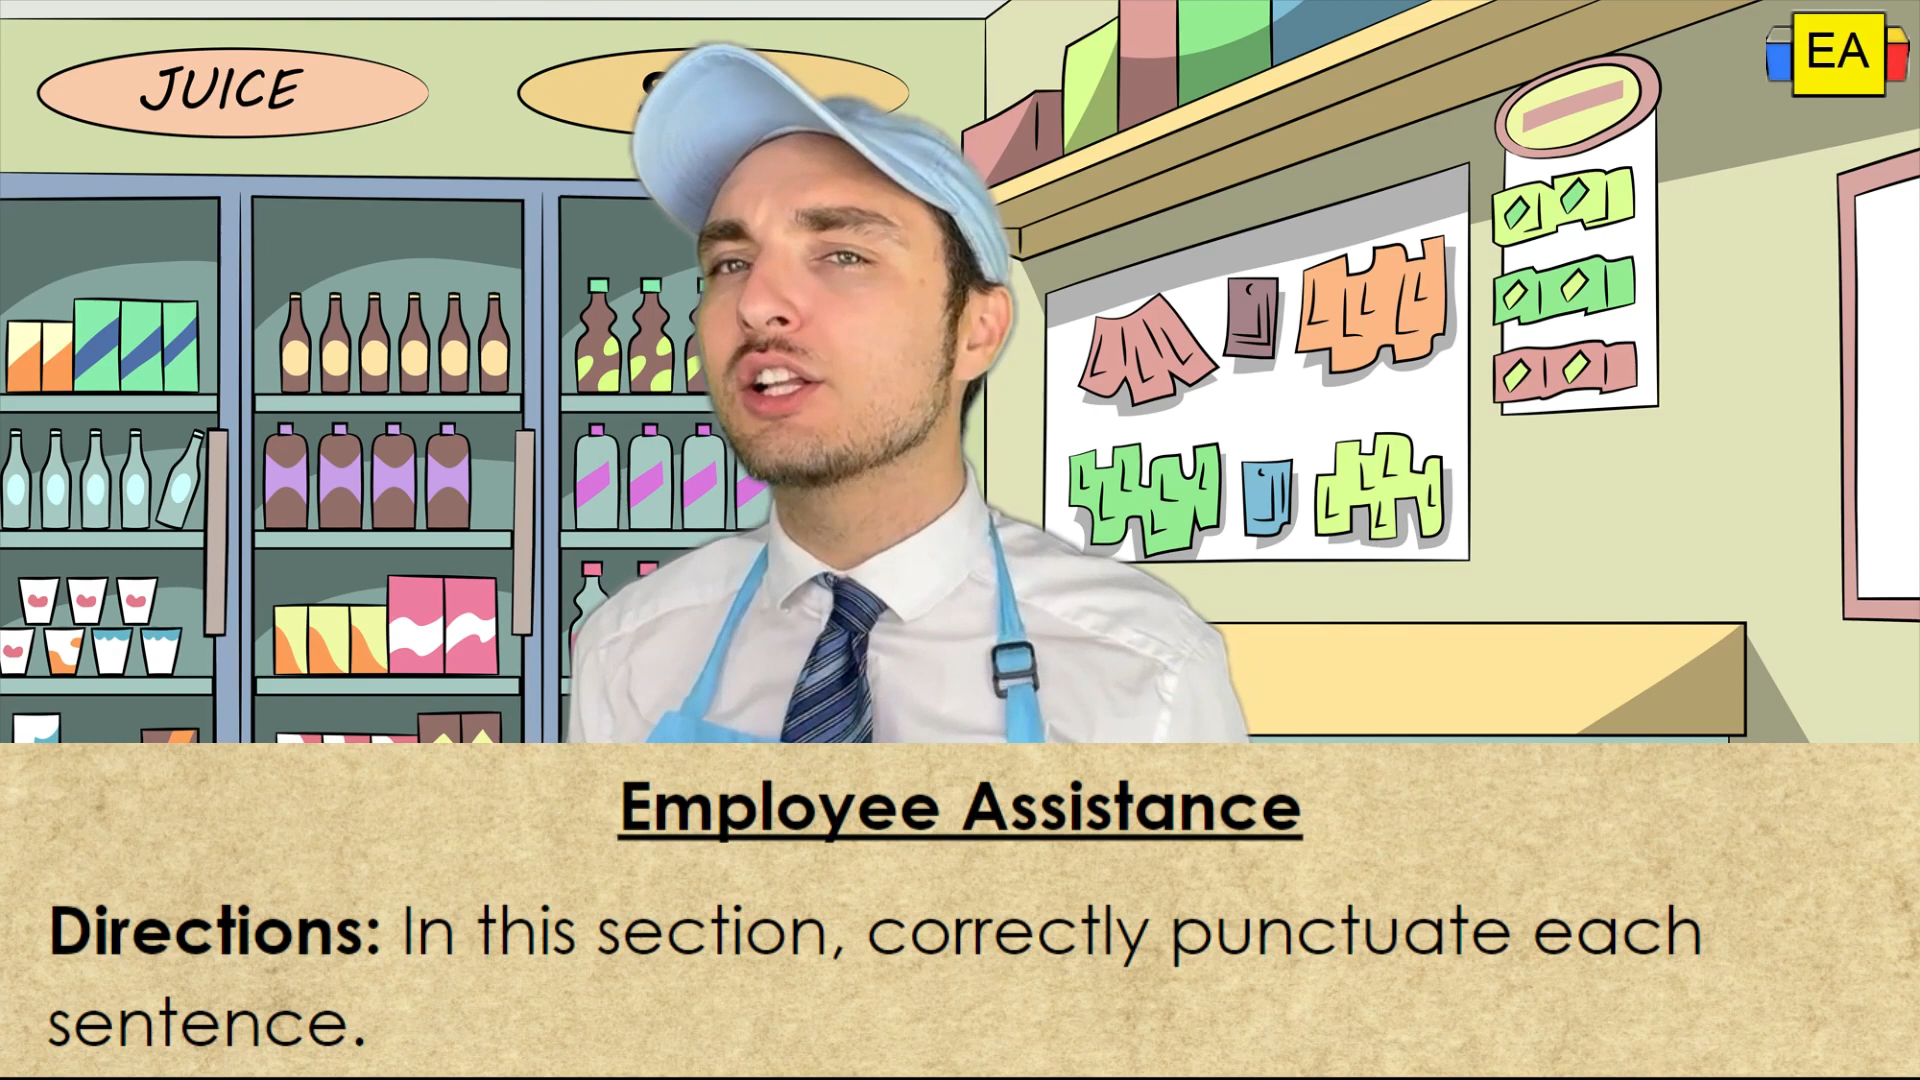 JUICE
EA
Employee Assistance
Directions: In this section, correctly punctuate each
sentence.